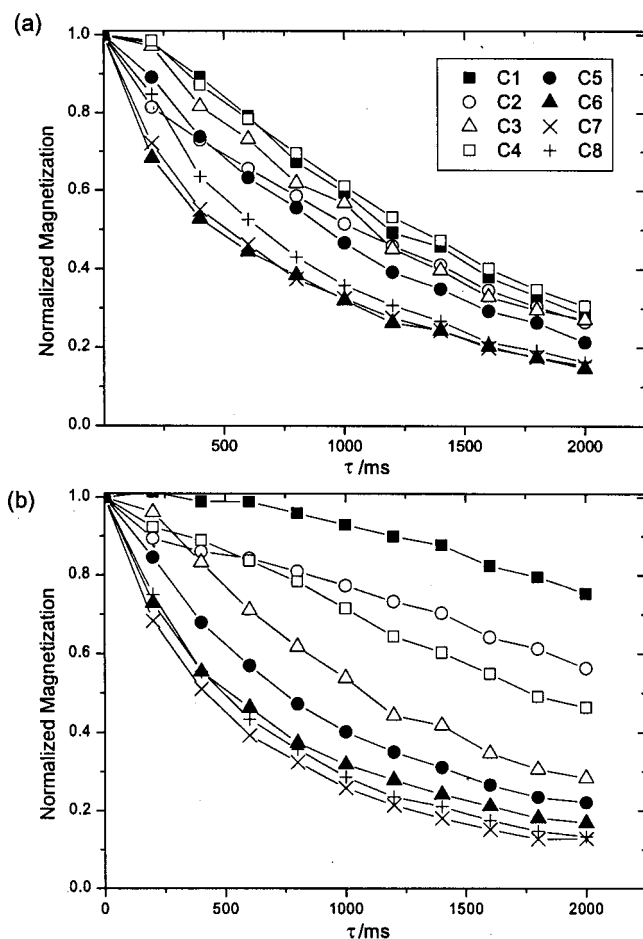 (a)
1.0
0.8
0.6
0.4
0.2
0.0
Normalized Magnetization
C1 C5
C2 C6
C3 C7
C4 C8
500 1000 1500 2000
τ /ms
(b)
1.0
0.8
0.6
0.4
0.2
0.0
Normalized Magnetization
0 500 1000 1500 2000
τ /ms